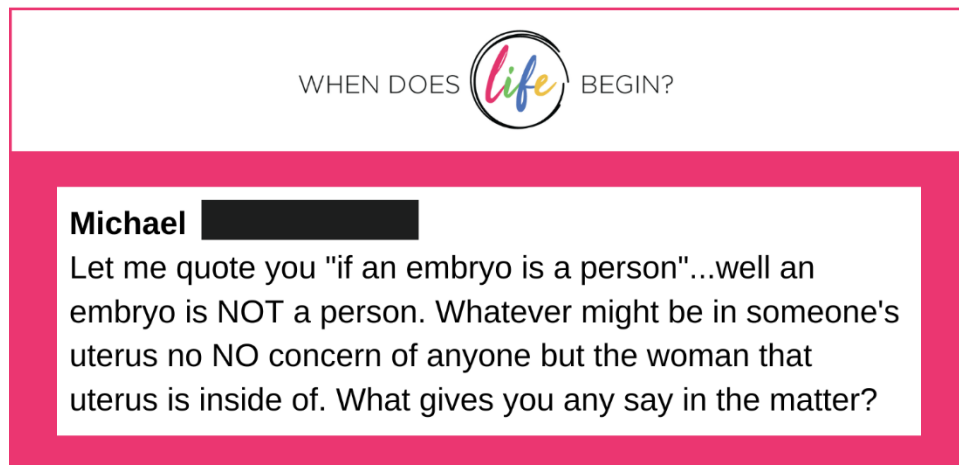 WHEN DOES life BEGIN?
Michael
Let me quote you "if an embryo is a person"...well an
embryo is NOT a person. Whatever might be in someone's
uterus no NO concern of anyone but the woman that
uterus is inside of. What gives you any say in the matter?